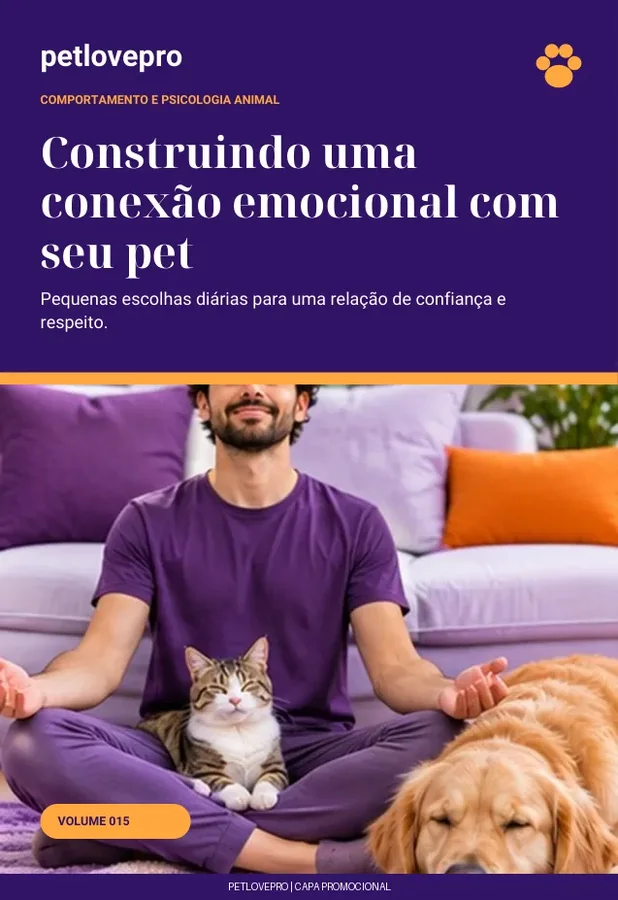 petlovepro
COMPORTAMENTO E PSICOLOGIA ANIMAL
Construindo uma
conexão emocional com
seu pet
Pequenas escolhas diárias para uma relação de confiança e
respeito.
VOLUME 015
PETLOVEPRO | CAPA PROMOCIONAL